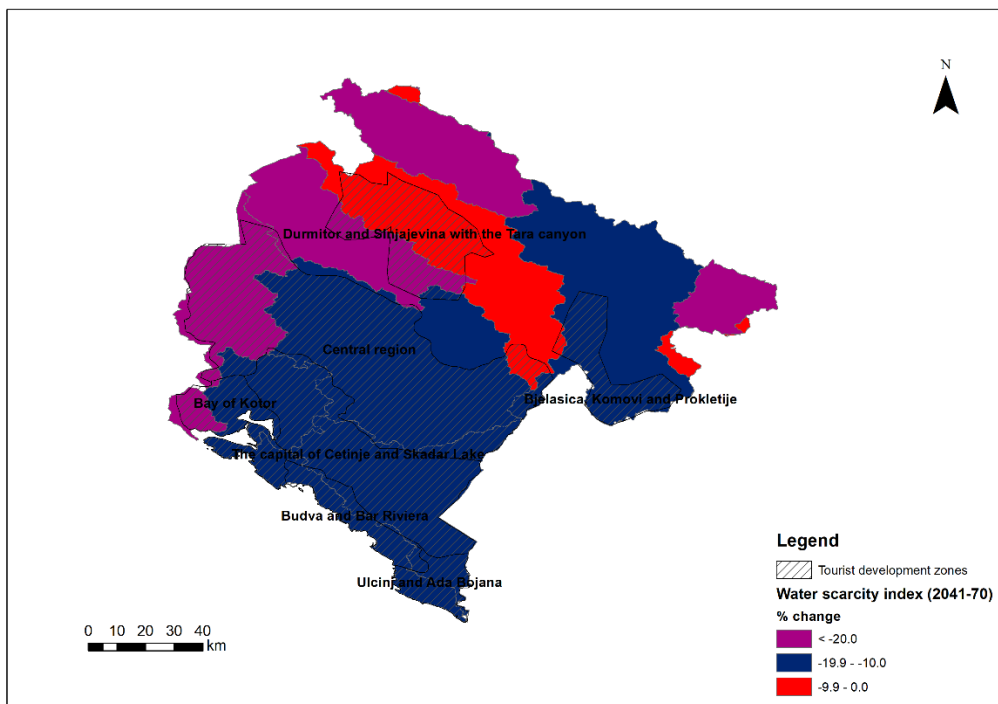 N
Durmitor and Sinjajevina with the Tara canyon
Central region
Bay of Kotor
Bjelasica, Komovi and Prokletije
The capital of Cetinje and Skadar Lake
Budva and Bar Riviera
Ulcinj and Ada Bojana
Legend
Tourist development zones
Water scarcity index (2041-70)
% change
< -20.0
-19.9 - -10.0
-9.9 - 0.0
0 10 20 30 40
km